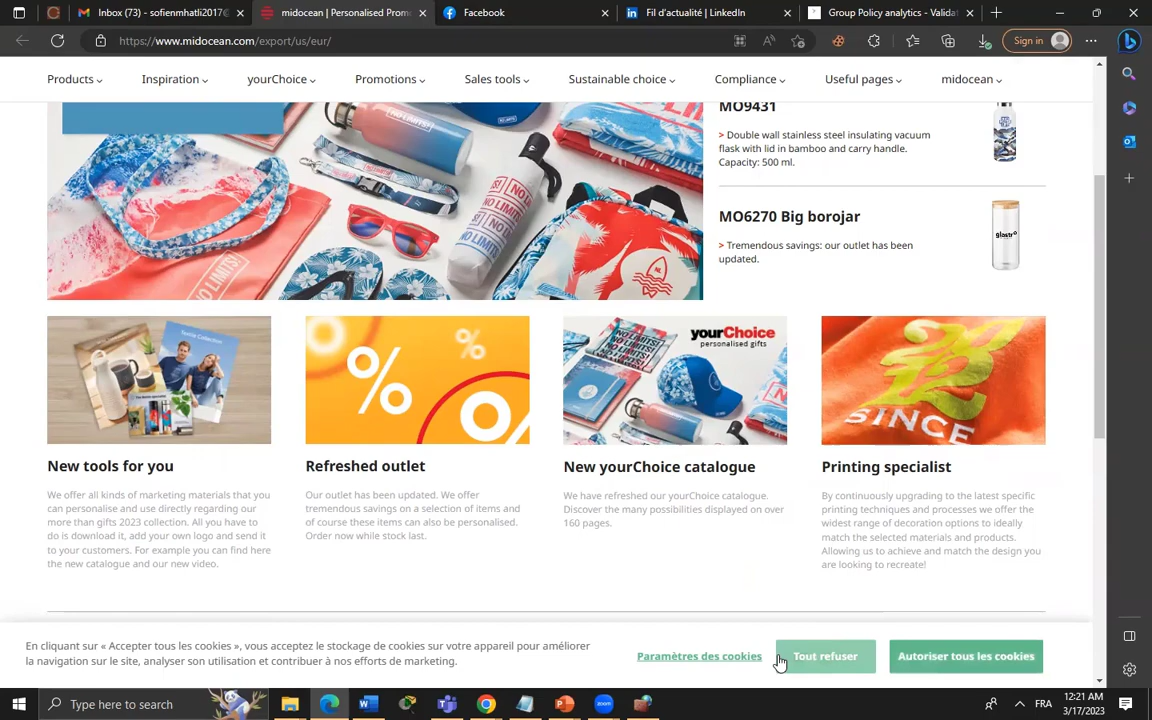 Inbox (73) - sofienmhatli2017@
midocean | Personalised Prom
Facebook
Fil d'actualité | LinkedIn
Group Policy analytics - Valida
https://www.midocean.com/export/us/eur/
Sign in
Products
Inspiration
yourChoice
Promotions
Sales tools
Sustainable choice
Compliance
Useful pages
midocean
NO LIMITS!
NO LIMITS!
MO9431
> Double wall stainless steel insulating vacuum
flask with lid in bamboo and carry handle.
Capacity: 500 ml.
MO6270 Big borojar
> Tremendous savings: our outlet has been
updated.
yourChoice
personalised gifts
SINCE
New tools for you
We offer all kinds of marketing materials that you
can personalise and use directly regarding our
more than gifts 2023 collection. All you have to
do is download it, add your own logo and send it
to your customers. For example you can find here
the new catalogue and our new video.
Refreshed outlet
Our outlet has been updated. We offer
tremendous savings on a selection of items and
of course these items can also be personalised.
Order now while stock last.
New yourChoice catalogue
We have refreshed our yourChoice catalogue.
Discover the many possibilities displayed on over
160 pages.
Printing specialist
By continuously upgrading to the latest specific
printing techniques and processes we offer the
widest range of decoration options to ideally
match the selected materials and products.
Allowing us to achieve and match the design you
are looking to recreate!
En cliquant sur « Accepter tous les cookies », vous acceptez le stockage de cookies sur votre appareil pour améliorer
la navigation sur le site, analyser son utilisation et contribuer à nos efforts de marketing.
Paramètres des cookies
Tout refuser
Autoriser tous les cookies
Type here to search
FRA
12:21 AM
3/17/2023